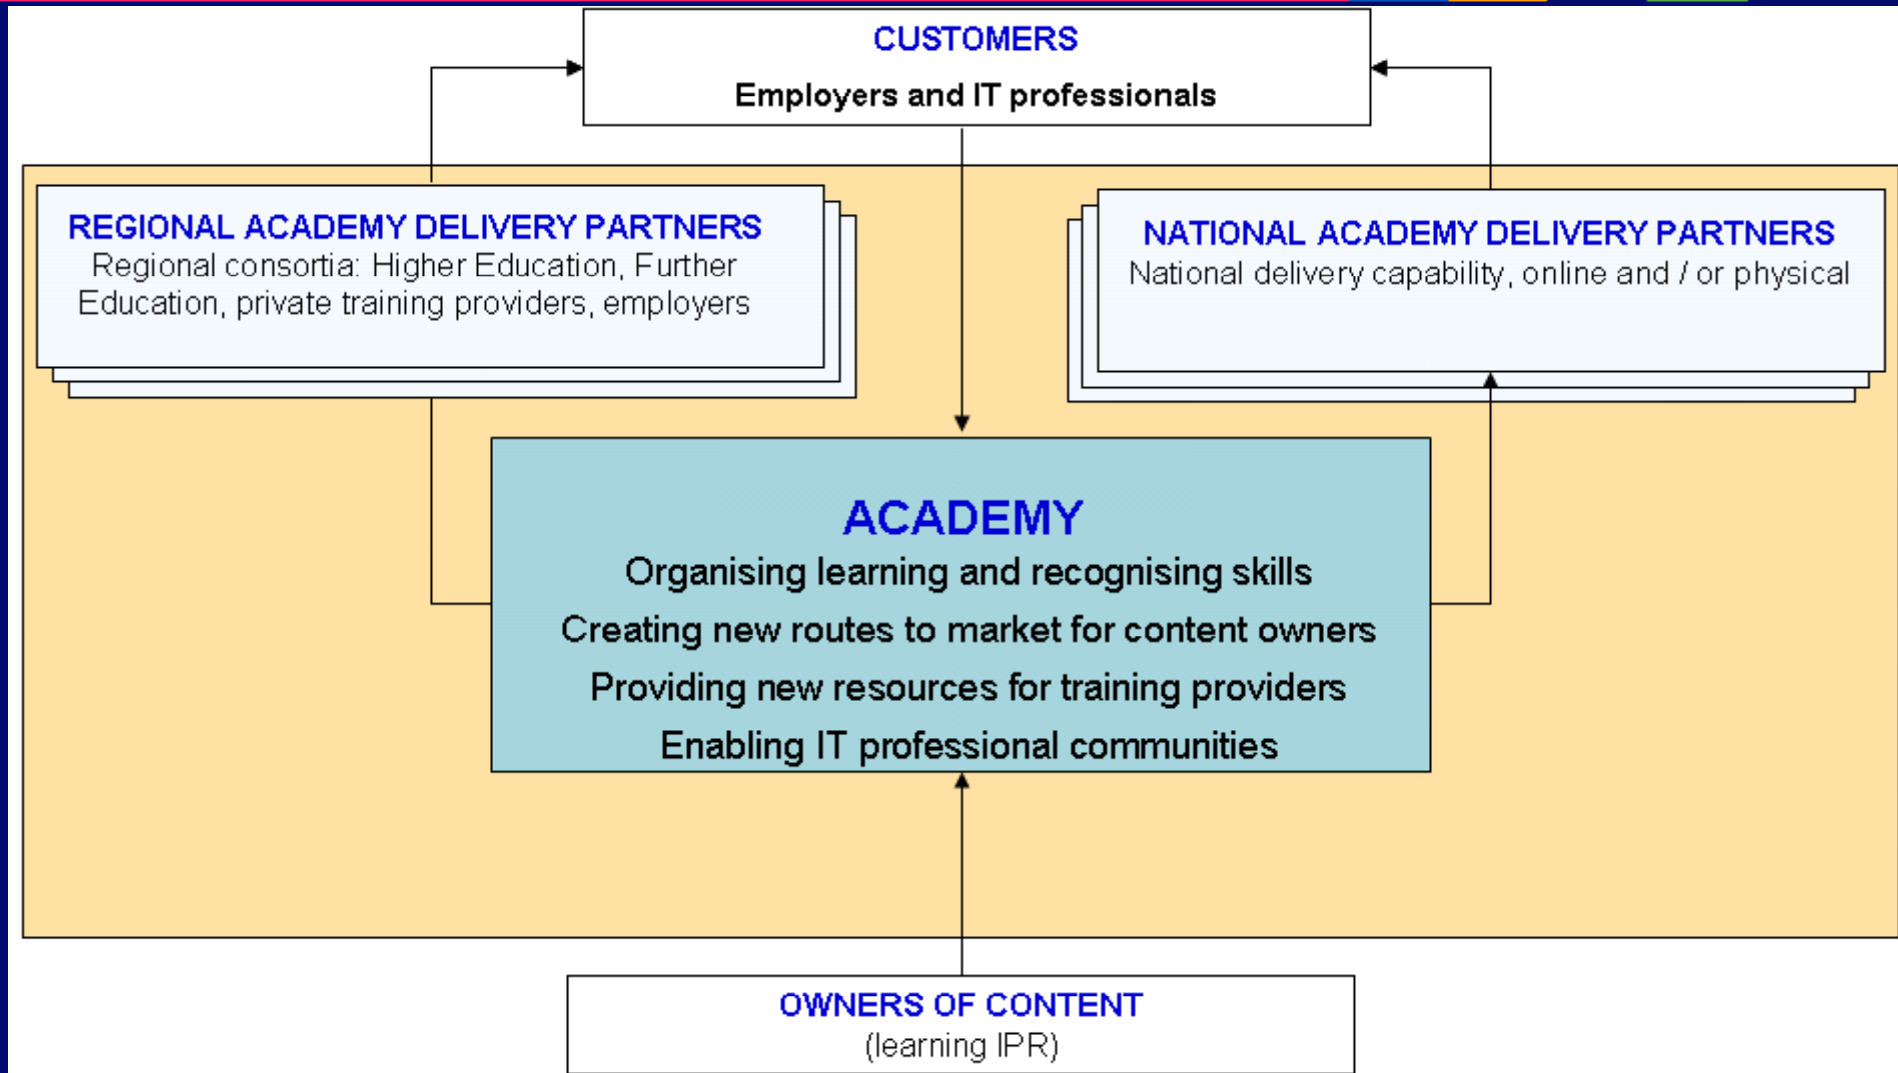 CUSTOMERS
Employers and IT professionals
REGIONAL ACADEMY DELIVERY PARTNERS
Regional consortia: Higher Education, Further
Education, private training providers, employers
NATIONAL ACADEMY DELIVERY PARTNERS
National delivery capability, online and / or physical
ACADEMY
Organising learning and recognising skills
Creating new routes to market for content owners
Providing new resources for training providers
Enabling IT professional communities
OWNERS OF CONTENT
(learning IPR)